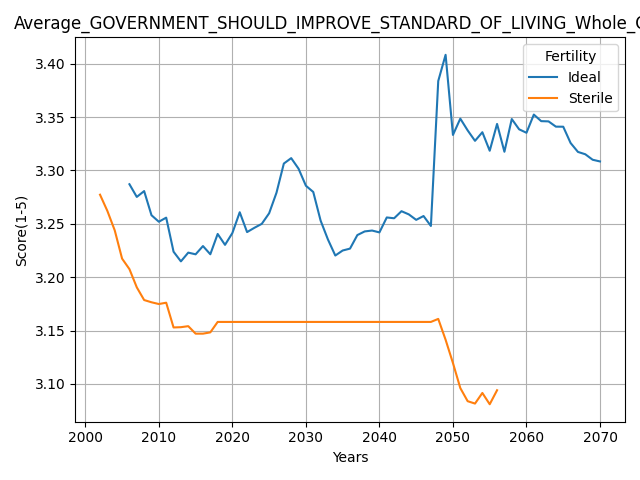 Average_GOVERNMENT_SHOULD_IMPROVE_STANDARD_OF_LIVING_Whole_
Fertility
Ideal
Sterile
3.40
3.35
3.30
3.25
3.20
3.15
3.10
Score(1-5)
2000 2010 2020 2030 2040 2050 2060 2070
Years